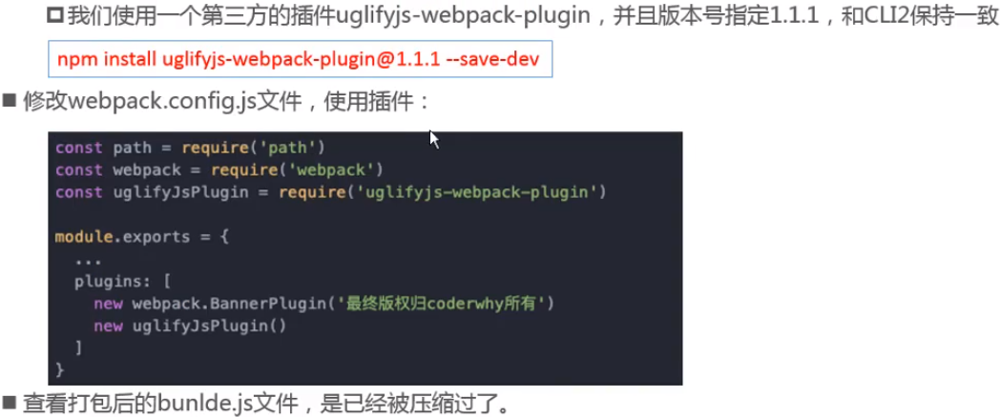 我们使用一个第三方的插件uglifyjs-webpack-plugin，并且版本号指定1.1.1，和CLI2保持一致
npm install uglifyjs-webpack-plugin@1.1.1 --save-dev
修改webpack.config.js文件，使用插件：
const path = require('path')
const webpack = require('webpack')
const uglifyJsPlugin = require('uglifyjs-webpack-plugin')
module.exports = {
...
plugins: [
new webpack.BannerPlugin('最终版权归coderwhy所有')
new uglifyJsPlugin()
]
}
查看打包后的bunlde.js文件，是已经被压缩过了。